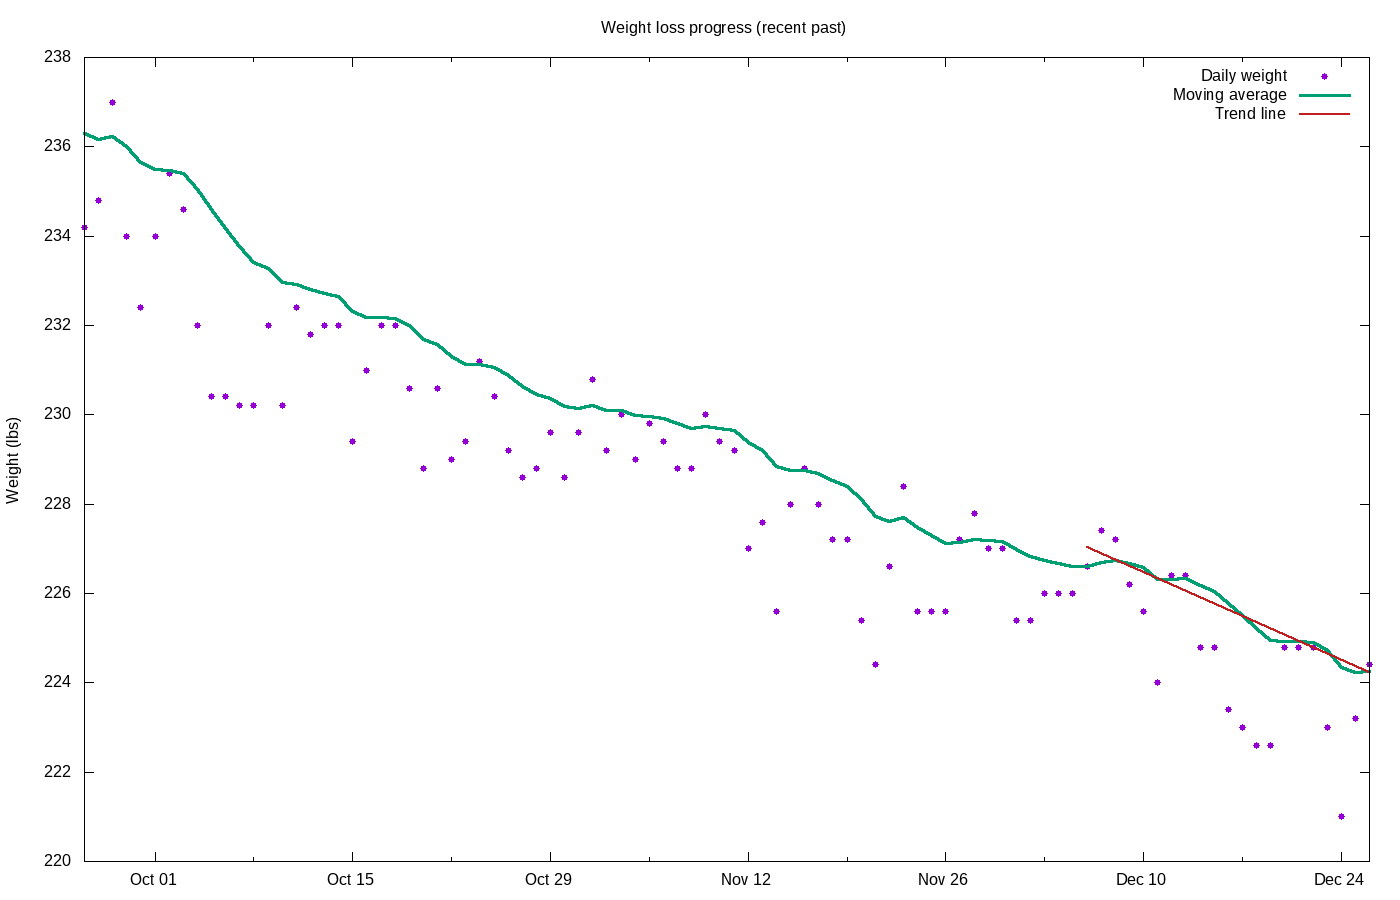 Weight loss progress (recent past)
Daily weight
Moving average
Trend line
Weight (lbs)
238
236
234
232
230
228
226
224
222
220
Oct 01 Oct 15 Oct 29 Nov 12 Nov 26 Dec 10 Dec 24